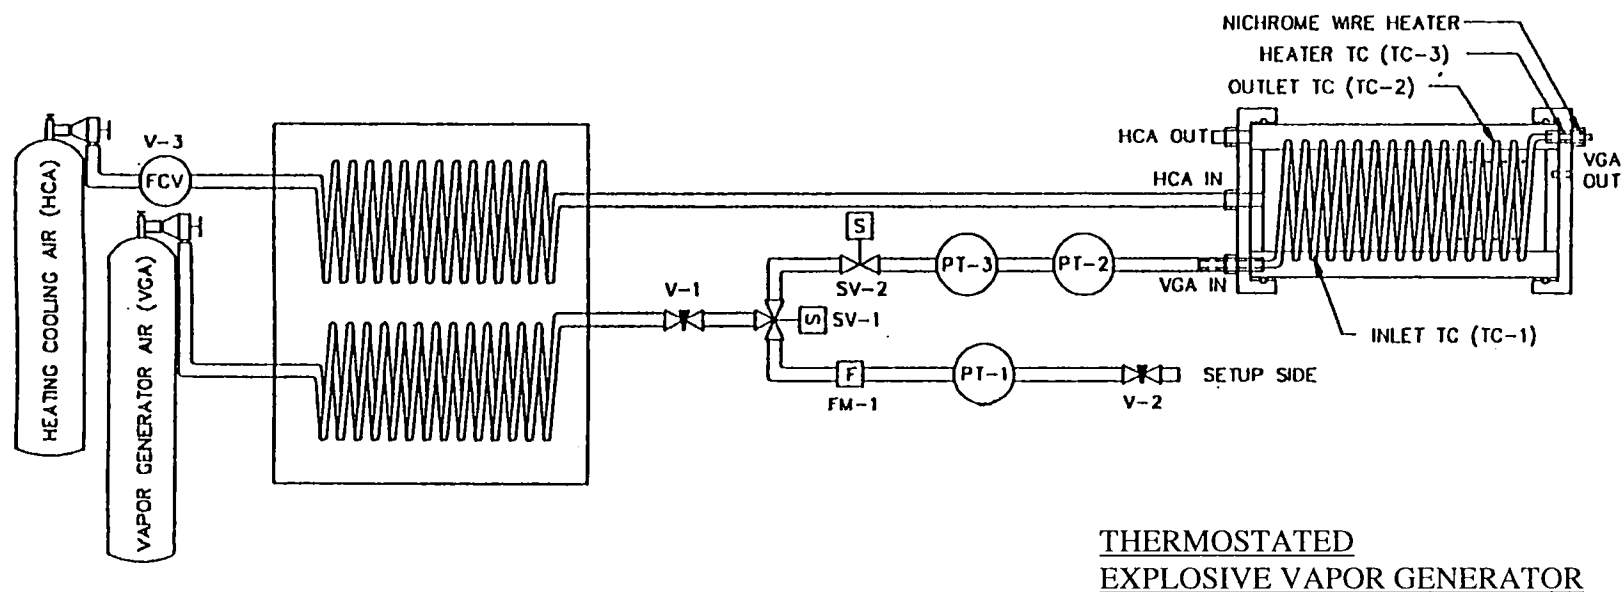 NICHROME WIRE HEATER
HEATER TC (TC-3)
OUTLET TC (TC-2)
HCA OUT
VGA
OUT
V-3
FCV
HCA IN
S
PT-3
PT-2
SV-2
VGA IN
V-1
S
SV-1
INLET TC (TC-1)
F
PT-1
SETUP SIDE
FM-1
V-2
HEATING COOLING AIR (HCA)
VAPOR GENERATOR AIR (VGA)
THERMOSTATED
EXPLOSIVE VAPOR GENERATOR